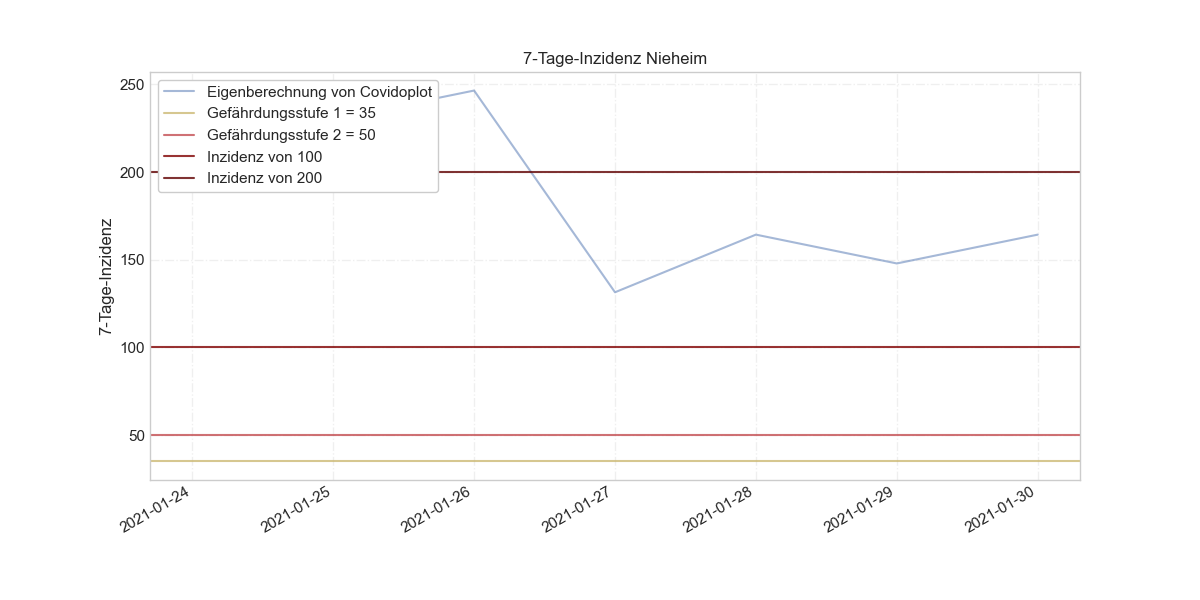 7-Tage-Inzidenz Nieheim
Eigenberechnung von Covidoplot
Gefährdungsstufe 1 = 35
Gefährdungsstufe 2 = 50
Inzidenz von 100
Inzidenz von 200
7-Tage-Inzidenz
250
200
150
100
50
2021-01-24
2021-01-25
2021-01-26
2021-01-27
2021-01-28
2021-01-29
2021-01-30